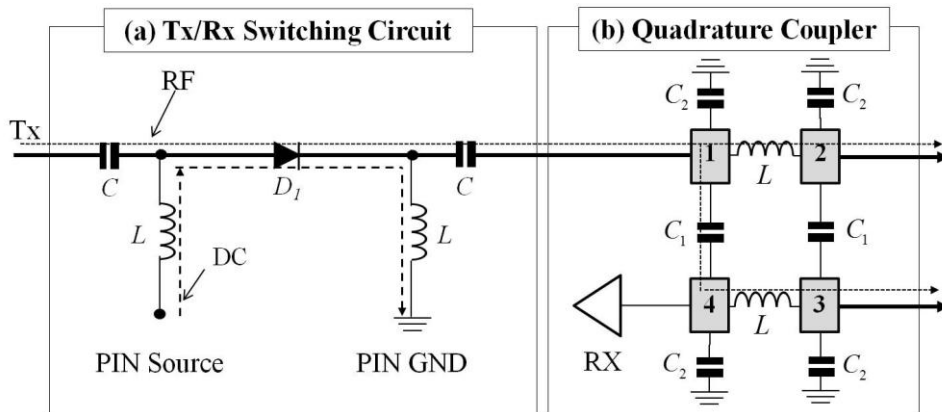 (a) Tx/Rx Switching Circuit
(b) Quadrature Coupler
RF
Tx
C
D1
C
L
DC
L
PIN Source
PIN GND
C2
C2
1
2
L
C1
C1
4
3
L
RX
C2
C2